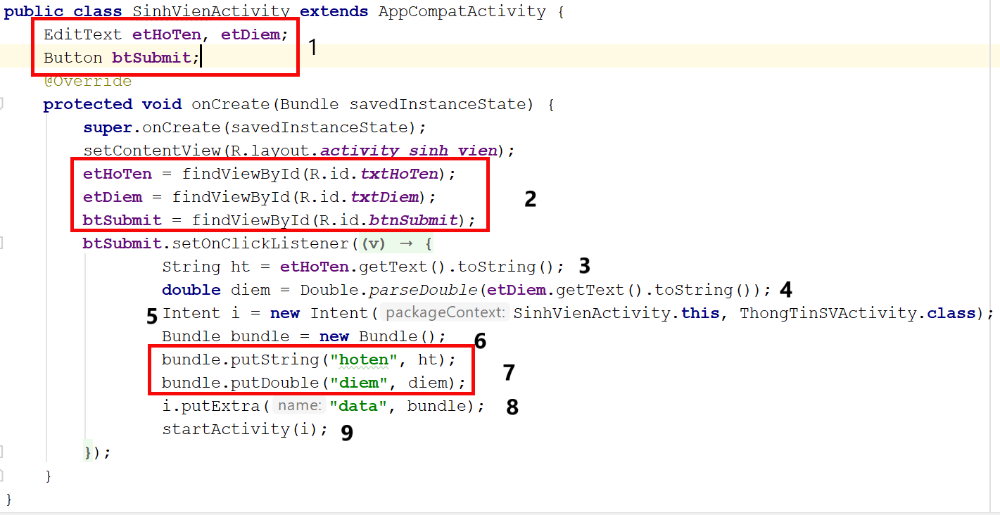 public class SinhVienActivity extends AppCompatActivity {
EditText etHoTen, etDiem;
Button btSubmit; 1
@Override
protected void onCreate(Bundle savedInstanceState) {
super.onCreate(savedInstanceState);
setContentView(R.layout.activity_sinh_vien);
etHoTen = findViewById(R.id.txtHoTen);
etDiem = findViewById(R.id.txtDiem); 2
btSubmit = findViewById(R.id.btnSubmit);
btSubmit.setOnClickListener((v) → {
String ht = etHoTen.getText().toString(); 3
double diem = Double.parseDouble(etDiem.getText().toString()); 4
5 Intent i = new Intent( packageContext: SinhVienActivity.this, ThongTinSVActivity.class);
Bundle bundle = new Bundle(); 6
bundle.putString("hoten", ht);
bundle.putDouble("diem", diem); 7
i.putExtra( name: "data", bundle); 8
startActivity(i); 9
});
}
}